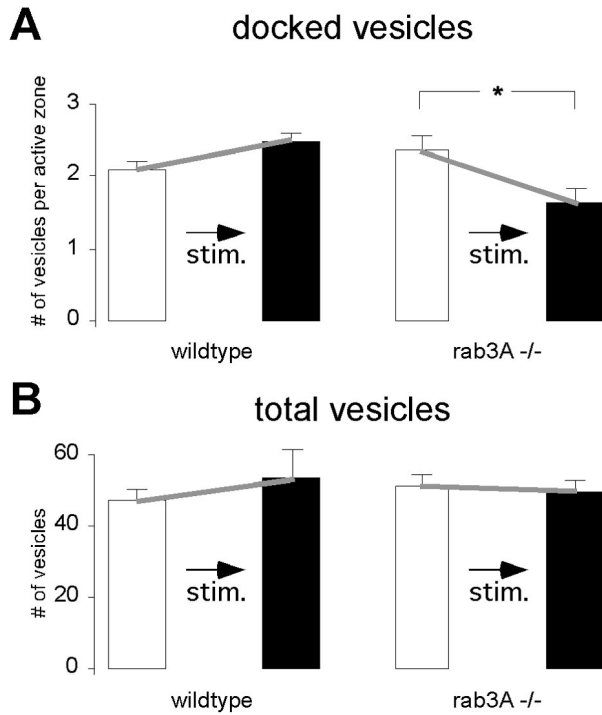 A
docked vesicles
# of vesicles per active zone
3
2
1
0
*
stim.
stim.
wildtype
rab3A -/-
B
total vesicles
# of vesicles
60
40
20
0
stim.
stim.
wildtype
rab3A -/-